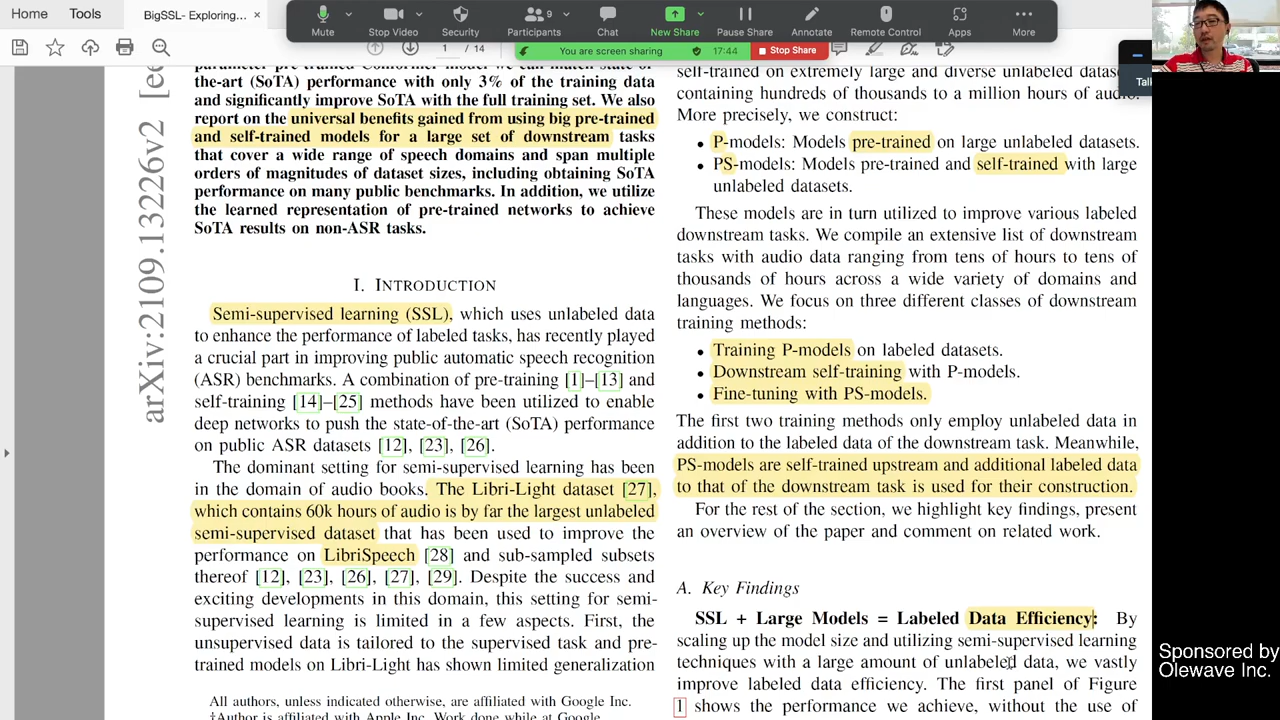 Home
Tools
BigSSL - Exploring...
×
Mute
Stop Video
Security
9
Participants
Chat
New Share
Pause Share
Annotate
Remote Control
Apps
More
1 / 14
You are screen sharing
17:44
Stop Share
Tal
arXiv:2109.13226v2 [ee
the-art (SoTA) performance with only 3% of the training data
and significantly improve SoTA with the full training set. We also
report on the universal benefits gained from using big pre-trained
and self-trained models for a large set of downstream tasks
that cover a wide range of speech domains and span multiple
orders of magnitudes of dataset sizes, including obtaining SoTA
performance on many public benchmarks. In addition, we utilize
the learned representation of pre-trained networks to achieve
SoTA results on non-ASR tasks.
I. INTRODUCTION
Semi-supervised learning (SSL), which uses unlabeled data
to enhance the performance of labeled tasks, has recently played
a crucial part in improving public automatic speech recognition
(ASR) benchmarks. A combination of pre-training [1]–[13] and
self-training [14]–[25] methods have been utilized to enable
deep networks to push the state-of-the-art (SoTA) performance
on public ASR datasets [12], [23], [26].
The dominant setting for semi-supervised learning has been
in the domain of audio books. The Libri-Light dataset [27],
which contains 60k hours of audio is by far the largest unlabeled
semi-supervised dataset that has been used to improve the
performance on LibriSpeech [28] and sub-sampled subsets
thereof [12], [23], [26], [27], [29]. Despite the success and
exciting developments in this domain, this setting for semi-
supervised learning is limited in a few aspects. First, the
unsupervised data is tailored to the supervised task and pre-
trained models on Libri-Light has shown limited generalization
All authors, unless indicated otherwise, are affiliated with Google Inc.
†Author is affiliated with Apple Inc. Work done while at Google.
self-trained on extremely large and diverse unlabeled datase
containing hundreds of thousands to a million hours of audio.
More precisely, we construct:
• P-models: Models pre-trained on large unlabeled datasets.
• PS-models: Models pre-trained and self-trained with large
unlabeled datasets.
These models are in turn utilized to improve various labeled
downstream tasks. We compile an extensive list of downstream
tasks with audio data ranging from tens of hours to tens of
thousands of hours across a wide variety of domains and
languages. We focus on three different classes of downstream
training methods:
• Training P-models on labeled datasets.
• Downstream self-training with P-models.
• Fine-tuning with PS-models.
The first two training methods only employ unlabeled data in
addition to the labeled data of the downstream task. Meanwhile,
PS-models are self-trained upstream and additional labeled data
to that of the downstream task is used for their construction.
For the rest of the section, we highlight key findings, present
an overview of the paper and comment on related work.
A. Key Findings
SSL + Large Models = Labeled Data Efficiency: By
scaling up the model size and utilizing semi-supervised learning
techniques with a large amount of unlabeled data, we vastly
improve labeled data efficiency. The first panel of Figure
1 shows the performance we achieve, without the use of
Sponsored by
Olewave Inc.